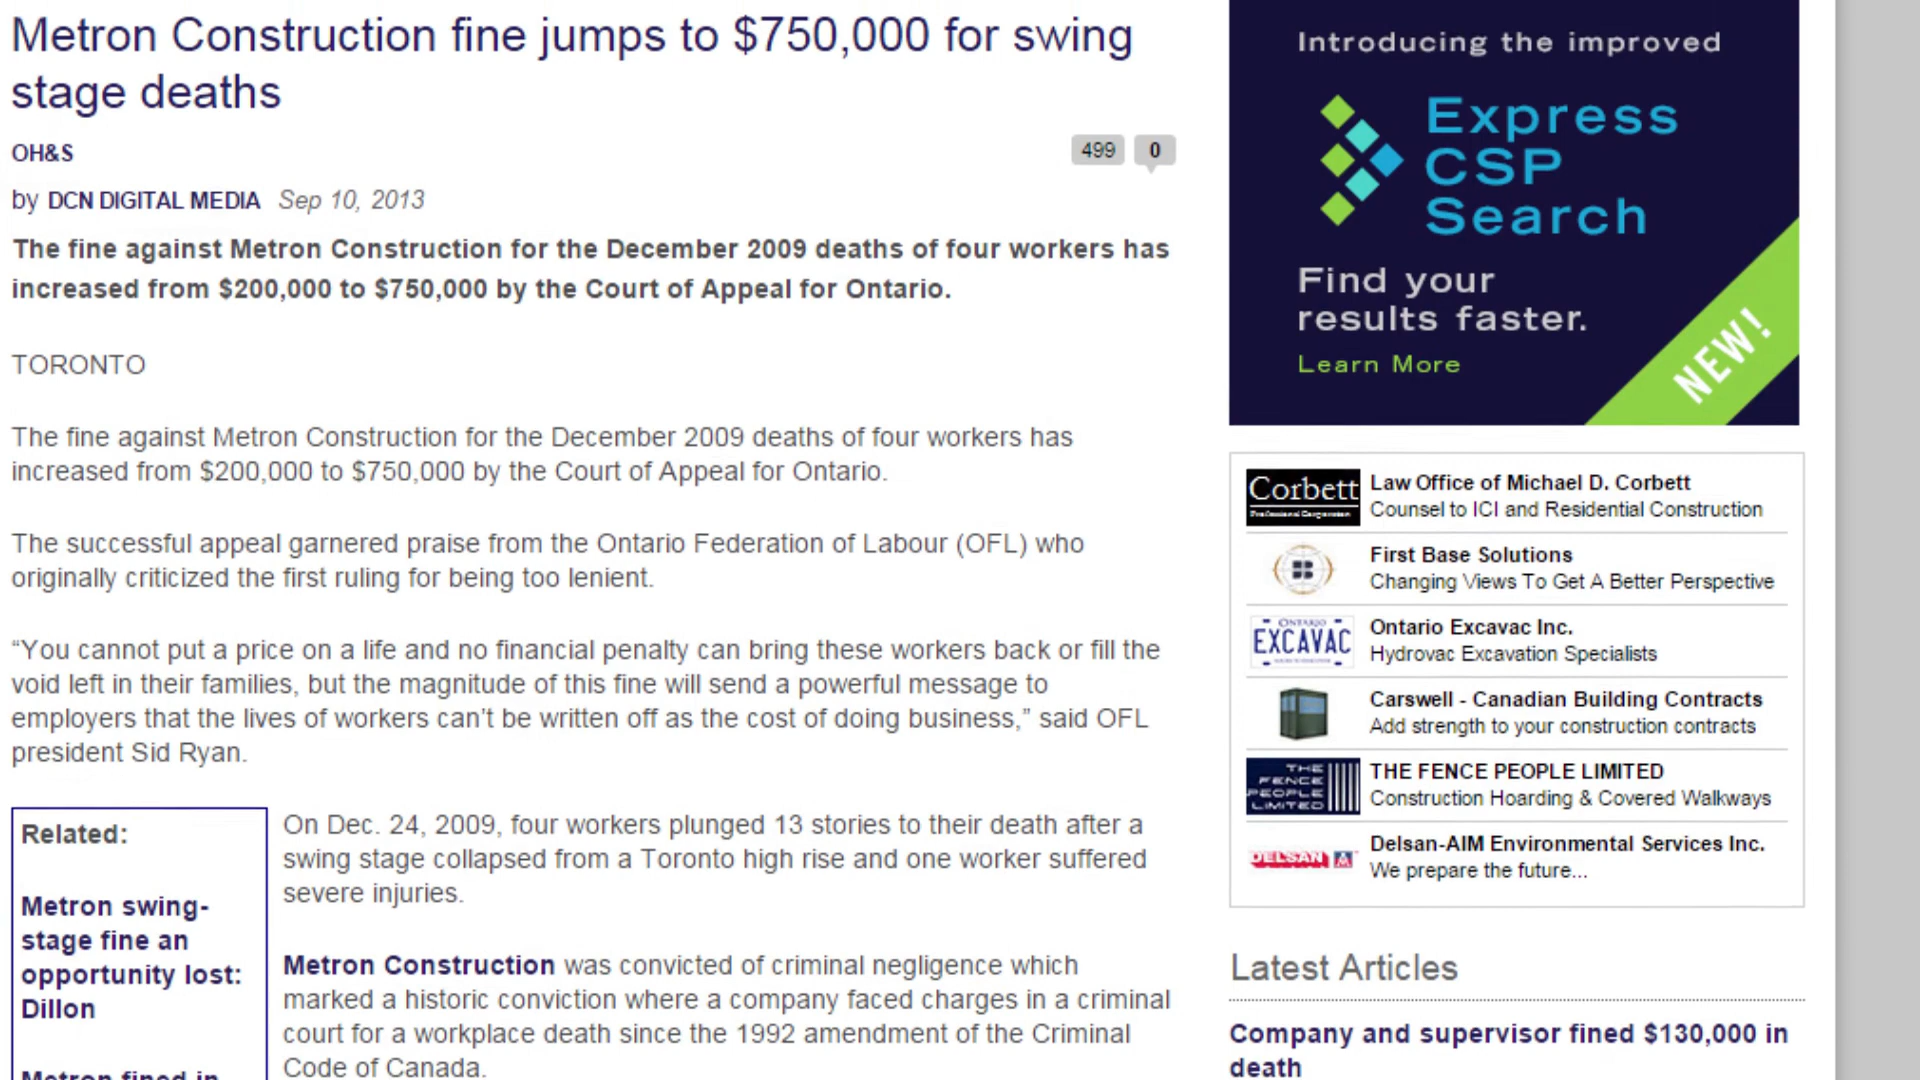 Metron Construction fine jumps to $750,000 for swing
stage deaths
OH&S
499
0
by DCN DIGITAL MEDIA Sep 10, 2013
The fine against Metron Construction for the December 2009 deaths of four workers has
increased from $200,000 to $750,000 by the Court of Appeal for Ontario.
TORONTO
The fine against Metron Construction for the December 2009 deaths of four workers has
increased from $200,000 to $750,000 by the Court of Appeal for Ontario.
The successful appeal garnered praise from the Ontario Federation of Labour (OFL) who
originally criticized the first ruling for being too lenient.
“You cannot put a price on a life and no financial penalty can bring these workers back or fill the
void left in their families, but the magnitude of this fine will send a powerful message to
employers that the lives of workers can’t be written off as the cost of doing business,” said OFL
president Sid Ryan.
Related:
Metron swing-
stage fine an
opportunity lost:
Dillon
Metron fined in
On Dec. 24, 2009, four workers plunged 13 stories to their death after a
swing stage collapsed from a Toronto high rise and one worker suffered
severe injuries.
Metron Construction was convicted of criminal negligence which
marked a historic conviction where a company faced charges in a criminal
court for a workplace death since the 1992 amendment of the Criminal
Code of Canada.
Introducing the improved
Express
CSP
Search
Find your
results faster.
Learn More
NEW!
Corbett
Professional Corporation
Law Office of Michael D. Corbett
Counsel to ICI and Residential Construction
First Base Solutions
Changing Views To Get A Better Perspective
ONTARIO
EXCAVAC
Ontario Excavac Inc.
Hydrovac Excavation Specialists
Carswell - Canadian Building Contracts
Add strength to your construction contracts
THE
FENCE
PEOPLE
LIMITED
THE FENCE PEOPLE LIMITED
Construction Hoarding & Covered Walkways
DELSAN
Delsan-AIM Environmental Services Inc.
We prepare the future...
Latest Articles
Company and supervisor fined $130,000 in
death